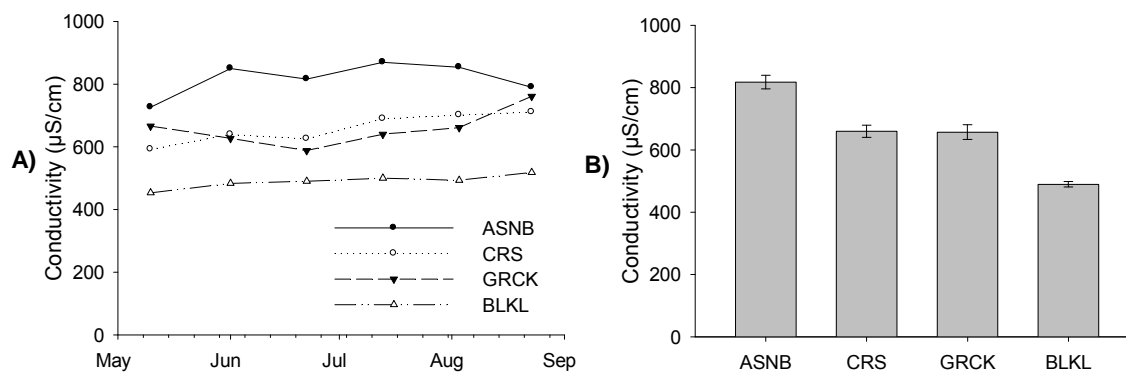 A)
Conductivity (µS/cm)
1000
800
600
400
200
0
May Jun Jul Aug Sep
ASNB
CRS
GRCK
BLKL
B)
Conductivity (µS/cm)
1000
800
600
400
200
0
ASNB CRS GRCK BLKL